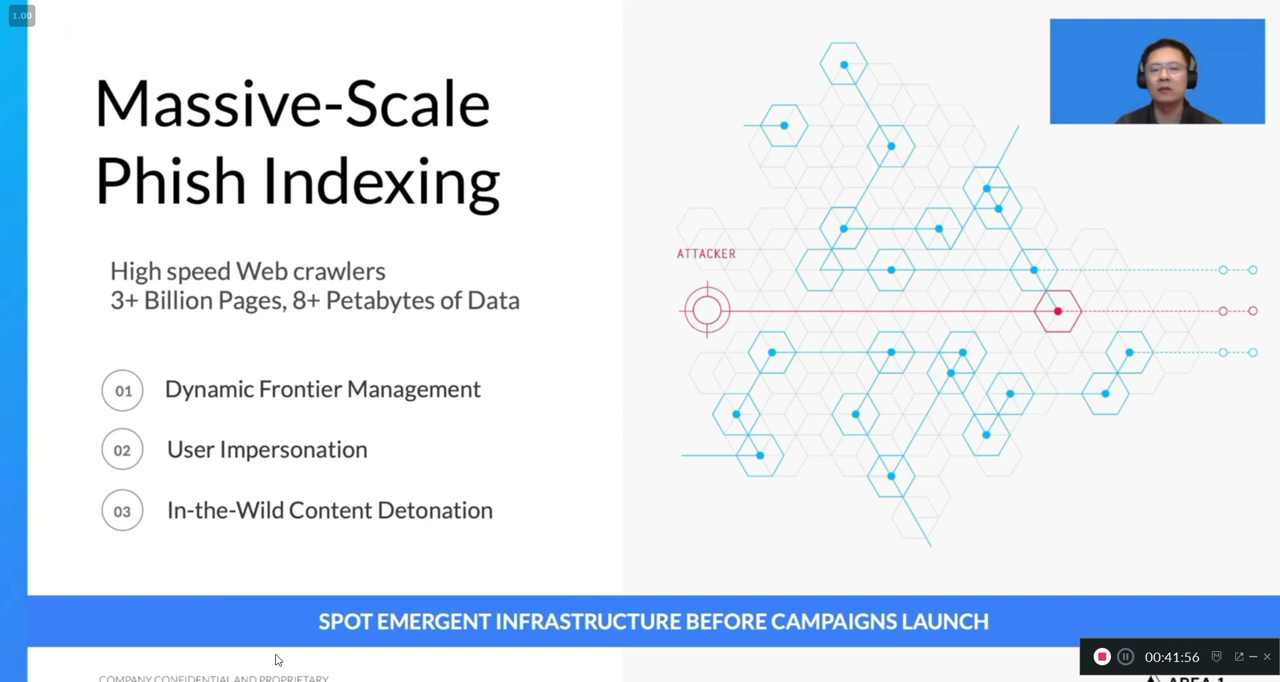 1.00
Massive-Scale
Phish Indexing
High speed Web crawlers
3+ Billion Pages, 8+ Petabytes of Data
01 Dynamic Frontier Management
02 User Impersonation
03 In-the-Wild Content Detonation
ATTACKER
SPOT EMERGENT INFRASTRUCTURE BEFORE CAMPAIGNS LAUNCH
00:41:56
COMPANY CONFIDENTIAL AND PROPRIETARY
AREA 1